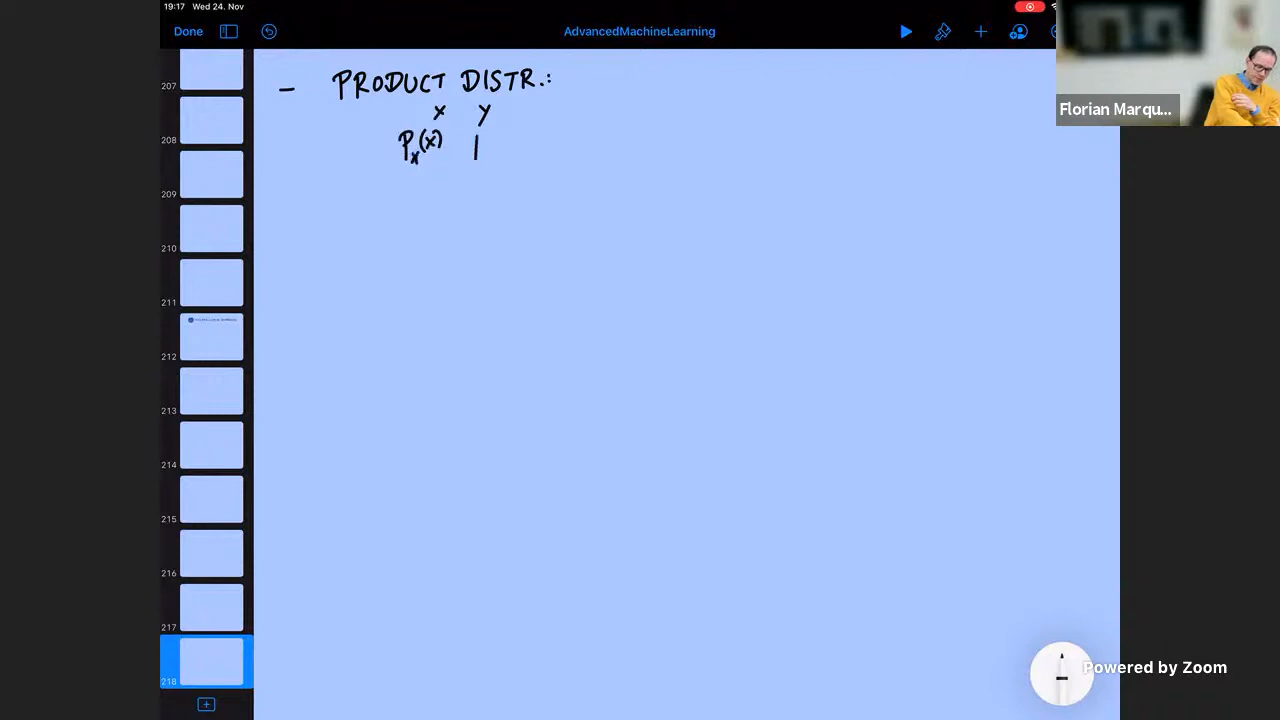 19:17 Wed 24. Nov
Done
AdvancedMachineLearning
Florian Marqu...
207
208
209
210
211
212
213
214
215
216
217
218
– PRODUCT DISTR.:
x y
Pₓ(x) |
Powered by Zoom